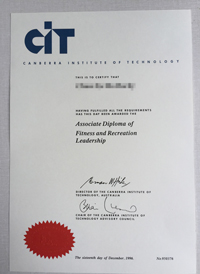 CIT
CANBERRA INSTITUTE OF TECHNOLOGY
THIS IS TO CERTIFY THAT
HAVING FULFILLED ALL THE REQUIREMENTS
HAS THIS DAY BEEN AWARDED THE
Associate Diploma of
Fitness and Recreation
Leadership
DIRECTOR OF THE CANBERRA INSTITUTE OF
TECHNOLOGY, AUSTRALIA
CHAIR OF THE CANBERRA INSTITUTE OF
TECHNOLOGY ADVISORY COUNCIL
The sixteenth day of December, 1996.